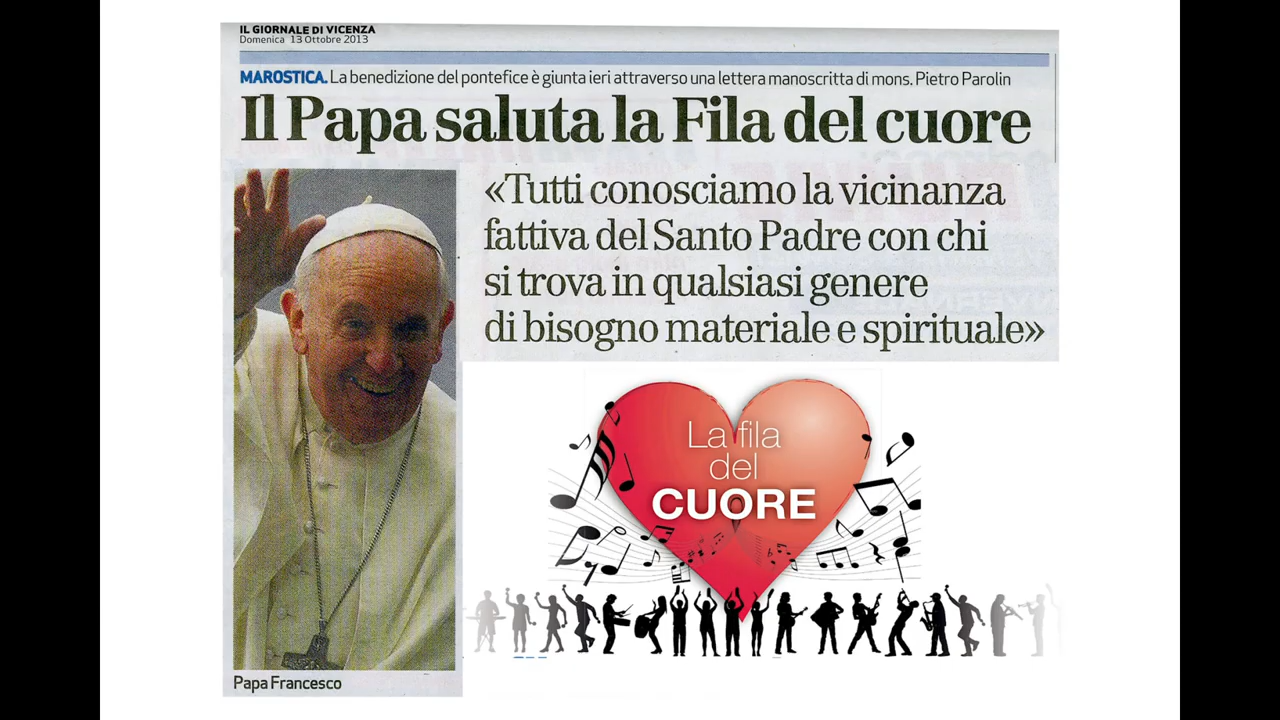 IL GIORNALE DI VICENZA
Domenica 13 Ottobre 2013
MAROSTICA. La benedizione del pontefice è giunta ieri attraverso una lettera manoscritta di mons. Pietro Parolin
Il Papa saluta la Fila del cuore
«Tutti conosciamo la vicinanza
fattiva del Santo Padre con chi
si trova in qualsiasi genere
di bisogno materiale e spirituale»
La fila
del
CUORE
Papa Francesco